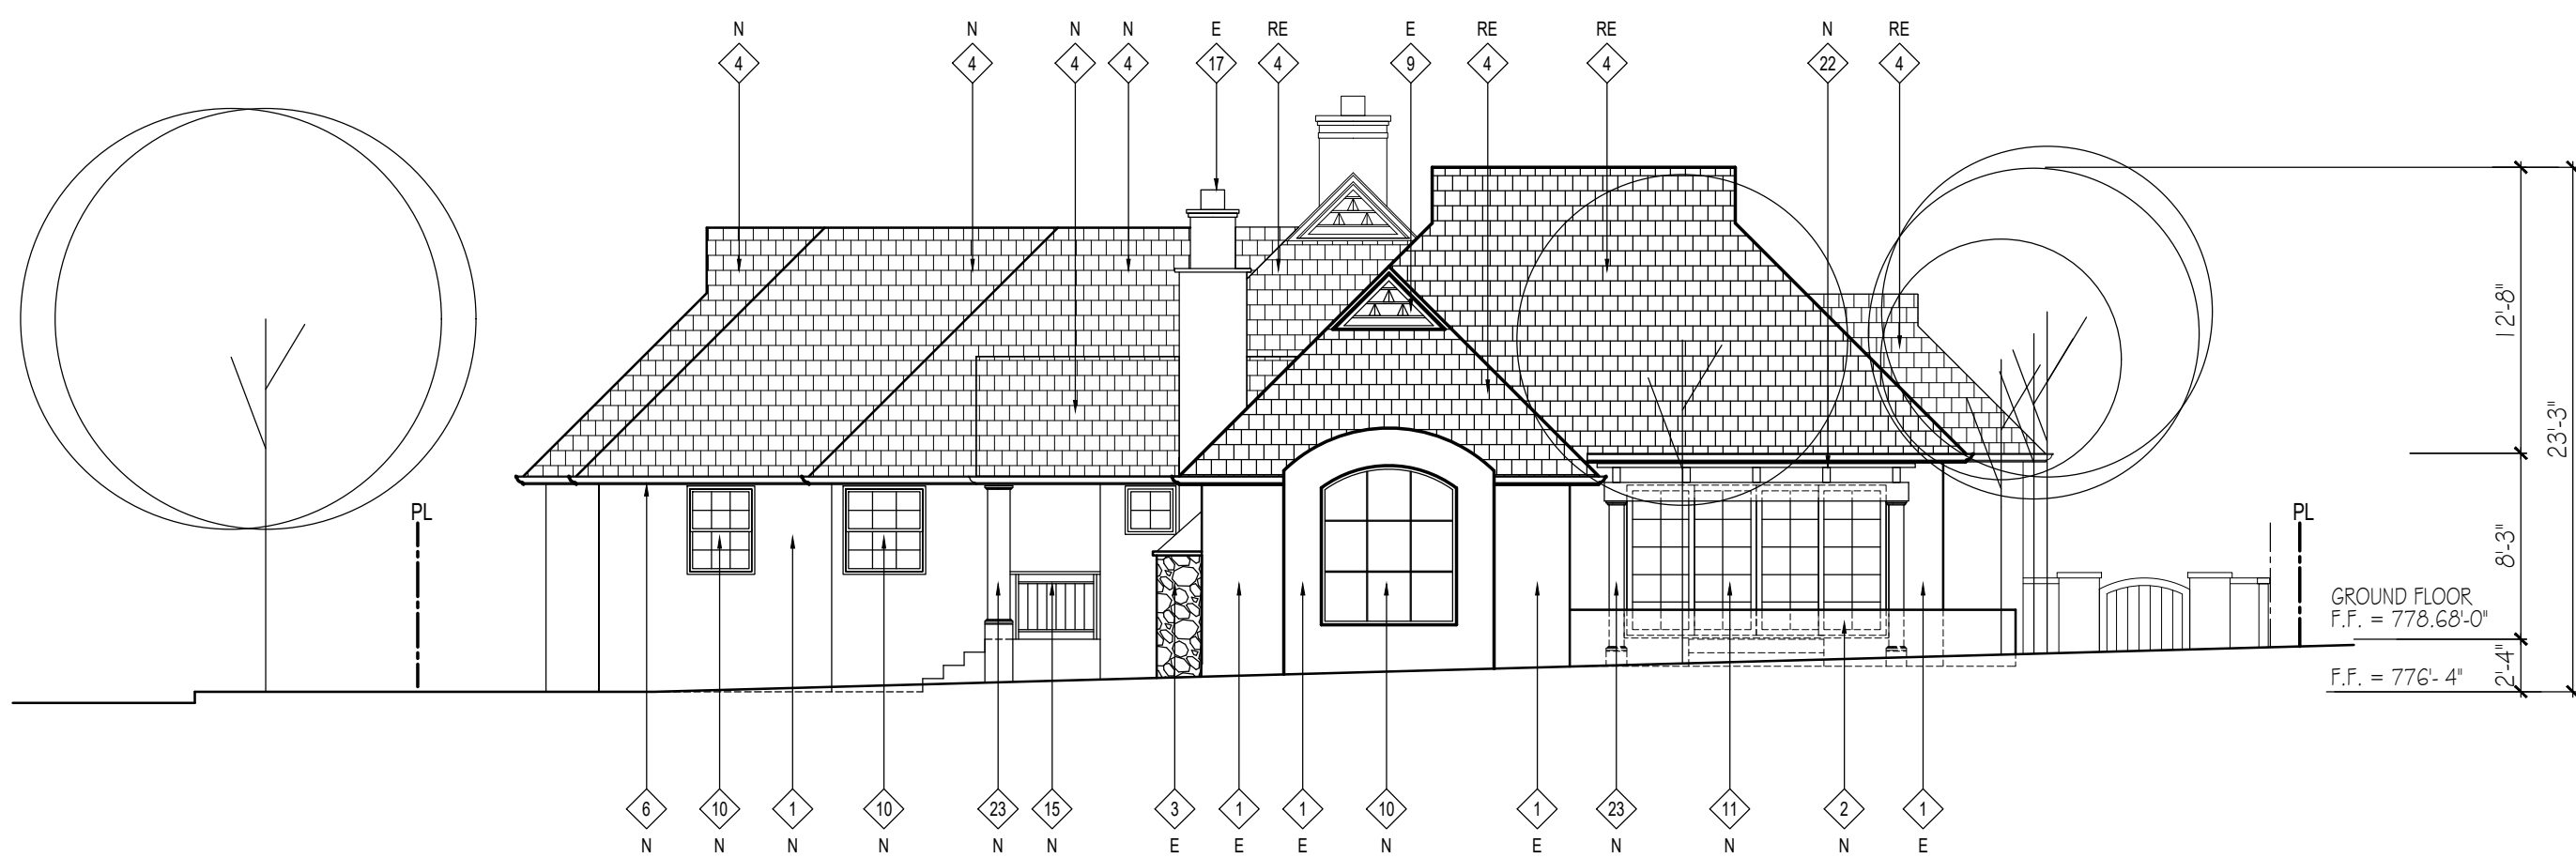 N N N N E RE E RE RE N RE
4 4 4 4 17 4 9 4 4 22 4
12'-8"
23'-3"
PL PL
8'-3"
GROUND FLOOR
F.F. = 778.68'-0"
F.F. = 776'- 4"
2'-4"
6 10 1 10 23 15 3 1 1 10 1 23 11 2 1
N N N N N N E E E N E N N N E